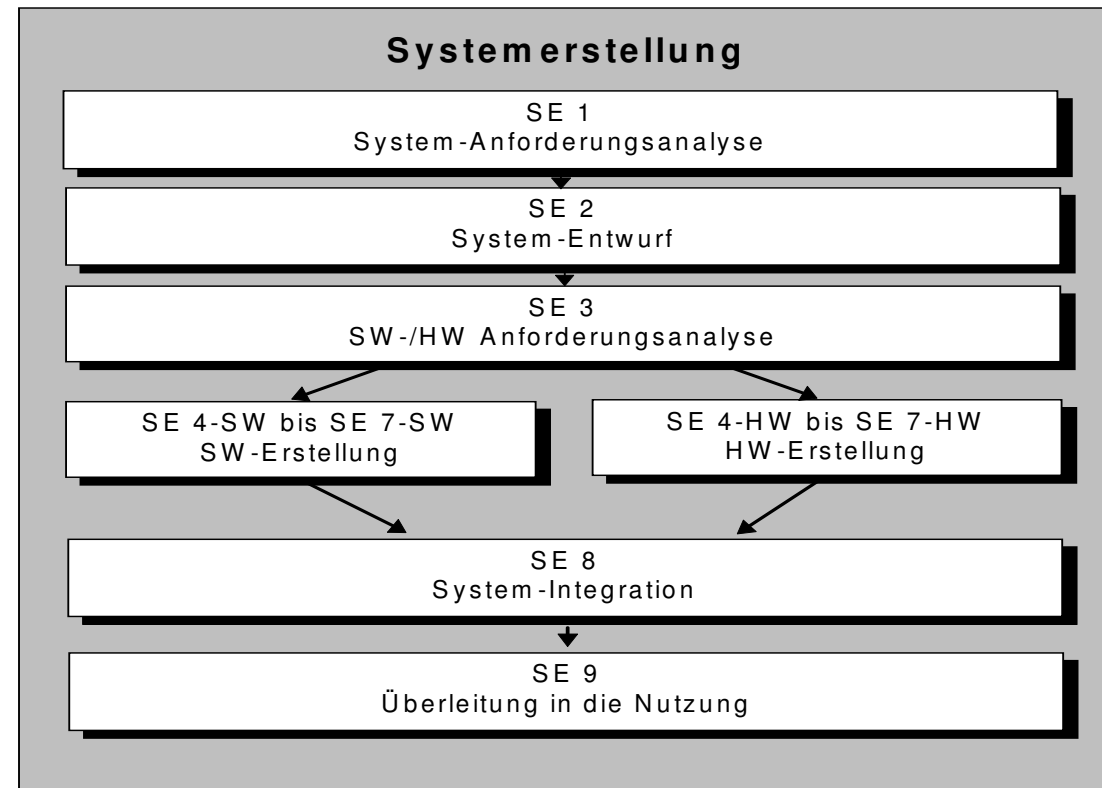 Systemerstellung
SE 1
System-Anforderungsanalyse
SE 2
System-Entwurf
SE 3
SW-/HW Anforderungsanalyse
SE 4-SW bis SE 7-SW
SW-Erstellung
SE 4-HW bis SE 7-HW
HW-Erstellung
SE 8
System-Integration
SE 9
Überleitung in die Nutzung